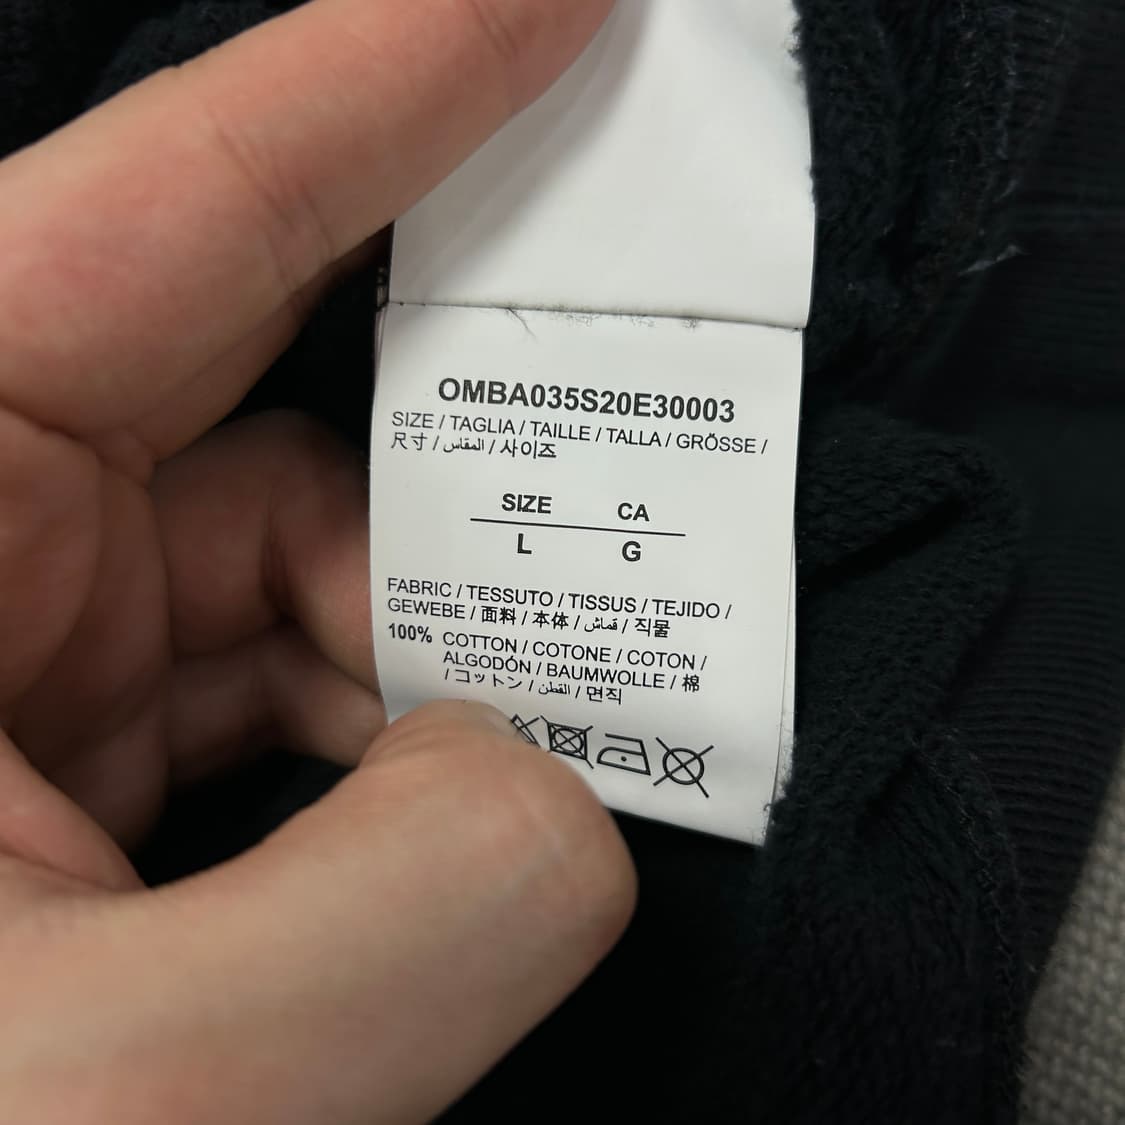 OMBA035S20E30003
SIZE / TAGLIA / TAILLE / TALLA / GRÖSSE /
尺寸 / المقاس / 사이즈
SIZE CA
L G
FABRIC / TESSUTO / TISSUS / TEJIDO /
GEWEBE / 面料 / 本体 / قماش / 직물
100% COTTON / COTONE / COTON /
ALGODÓN / BAUMWOLLE / 棉
/ コットン / القطن / 면직